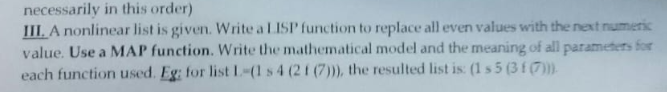 necessarily in this order)
III. A nonlinear list is given. Write a LISP function to replace all even values with the next numeric
value. Use a MAP function. Write the mathematical model and the meaning of all parameters for
each function used. Eg: for list L=(1 s 4 (2 f (7))), the resulted list is: (1 s 5 (3 f (7))).